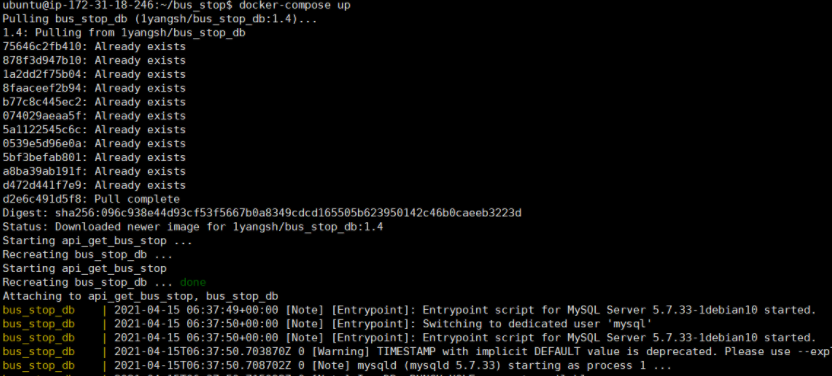 ubuntu@ip-172-31-18-246:~/bus_stop$ docker-compose up
Pulling bus_stop_db (1yangsh/bus_stop_db:1.4)...
1.4: Pulling from 1yangsh/bus_stop_db
75646c2fb410: Already exists
878f3d947b10: Already exists
1a2dd2f75b04: Already exists
8faaceef2b94: Already exists
b77c8c445ec2: Already exists
074029aeaa5f: Already exists
5a1122545c6c: Already exists
0539e5d96e0a: Already exists
5bf3befab801: Already exists
a8ba39ab191f: Already exists
d472d441f7e9: Already exists
d2e6c491d5f8: Pull complete
Digest: sha256:096c938e44d93cf53f5667b0a8349cdcd165505b623950142c46b0caeeb3223d
Status: Downloaded newer image for 1yangsh/bus_stop_db:1.4
Starting api_get_bus_stop ...
Recreating bus_stop_db ...
Starting api_get_bus_stop
Recreating bus_stop_db ... done
Attaching to api_get_bus_stop, bus_stop_db
bus_stop_db | 2021-04-15 06:37:49+00:00 [Note] [Entrypoint]: Entrypoint script for MySQL Server 5.7.33-1debian10 started.
bus_stop_db | 2021-04-15 06:37:50+00:00 [Note] [Entrypoint]: Switching to dedicated user 'mysql'
bus_stop_db | 2021-04-15 06:37:50+00:00 [Note] [Entrypoint]: Entrypoint script for MySQL Server 5.7.33-1debian10 started.
bus_stop_db | 2021-04-15T06:37:50.703870Z 0 [Warning] TIMESTAMP with implicit DEFAULT value is deprecated. Please use --expl
bus_stop_db | 2021-04-15T06:37:50.708702Z 0 [Note] mysqld (mysqld 5.7.33) starting as process 1 ...